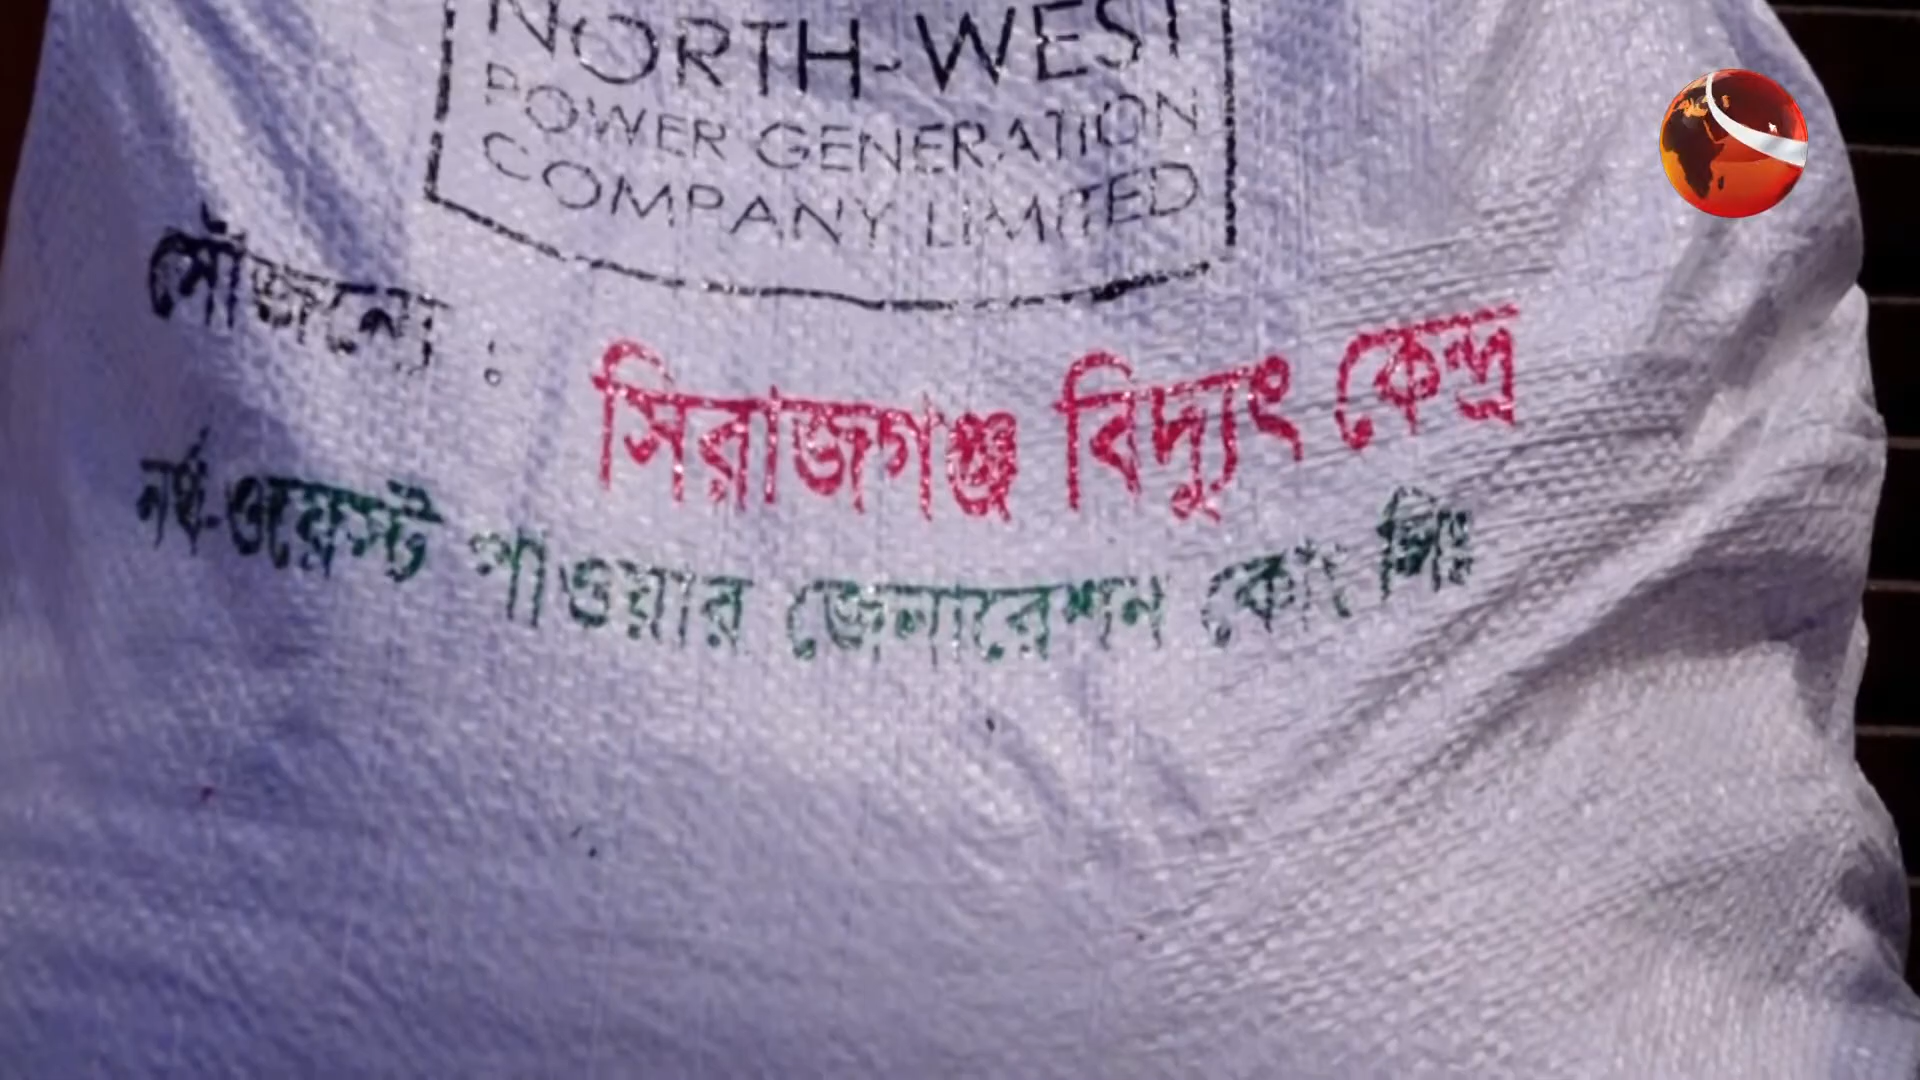 NORTH-WEST
POWER GENERATION
COMPANY LIMITED
সৌজন্যে :
সিরাজগঞ্জ বিদ্যুৎ কেন্দ্র
নর্থ-ওয়েস্ট পাওয়ার জেনারেশন কোং লিঃ